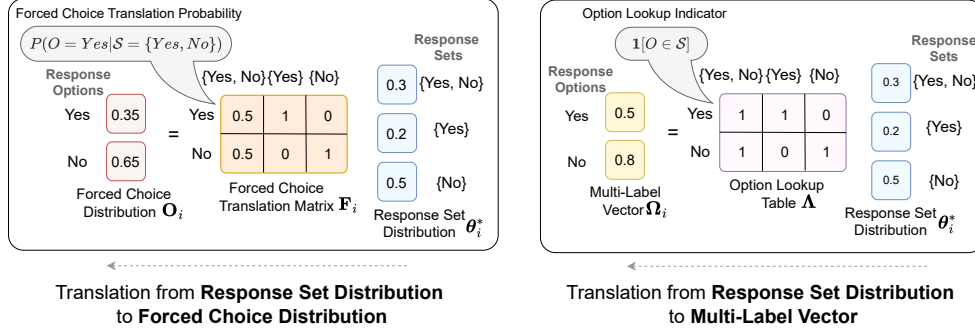 Forced Choice Translation Probability
P(O = Yes|S = {Yes, No})
Response
Options
{Yes, No} {Yes} {No}
Response
Sets
Yes 0.35 = Yes 0.5 1 0
No 0.65 No 0.5 0 1
0.3 {Yes, No}
0.2 {Yes}
0.5 {No}
Forced Choice
Distribution O_i
Forced Choice
Translation Matrix F_i
Response Set
Distribution θ_i^*
Translation from Response Set Distribution
to Forced Choice Distribution
Option Lookup Indicator
1[O ∈ S]
Response
Options
{Yes, No} {Yes} {No}
Response
Sets
Yes 0.5 = Yes 1 1 0
No 0.8 No 1 0 1
0.3 {Yes, No}
0.2 {Yes}
0.5 {No}
Multi-Label
Vector Ω_i
Option Lookup
Table Λ
Response Set
Distribution θ_i^*
Translation from Response Set Distribution
to Multi-Label Vector